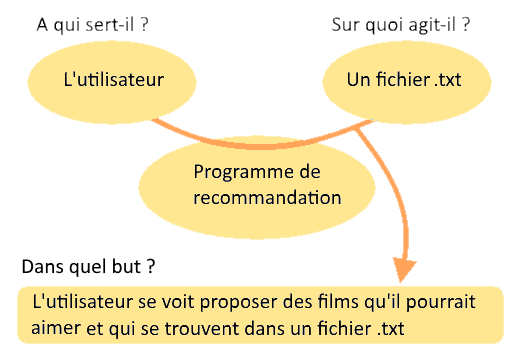 A qui sert-il ?
Sur quoi agit-il ?
L'utilisateur
Un fichier .txt
Programme de
recommandation
Dans quel but ?
L'utilisateur se voit proposer des films qu'il pourrait
aimer et qui se trouvent dans un fichier .txt